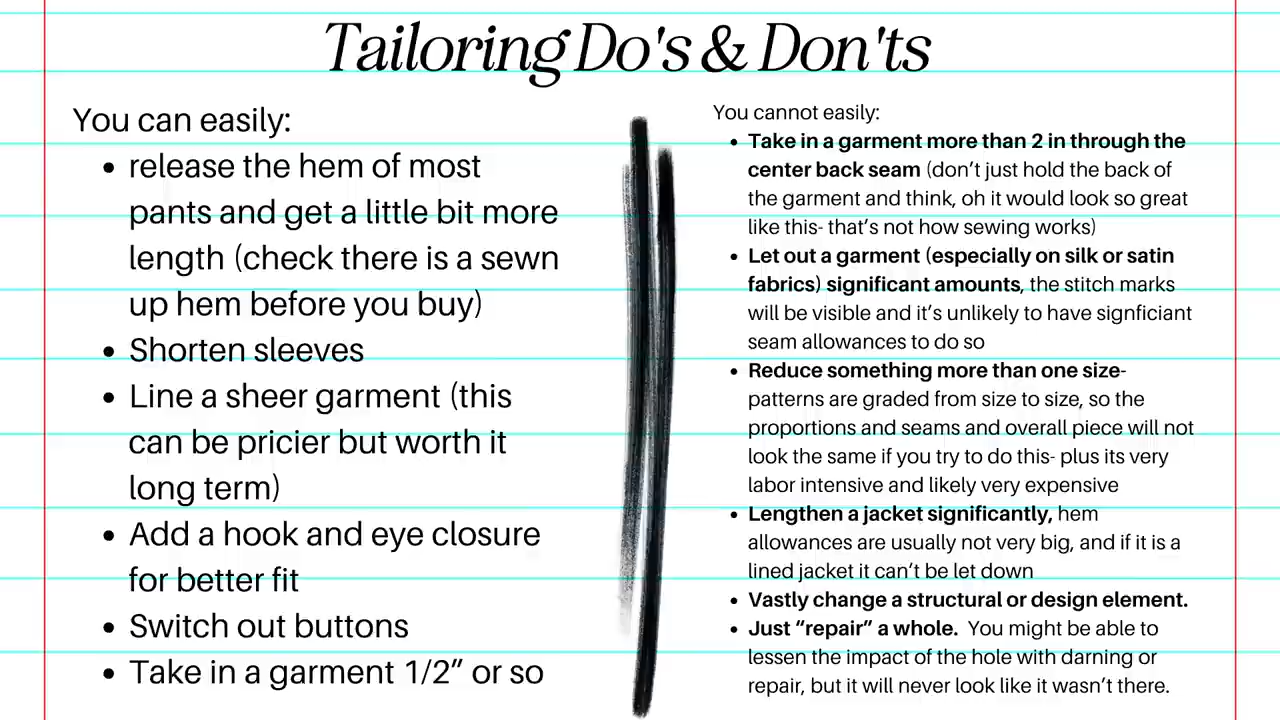 Tailoring Do's & Don'ts
You can easily:
• release the hem of most
pants and get a little bit more
length (check there is a sewn
up hem before you buy)
• Shorten sleeves
• Line a sheer garment (this
can be pricier but worth it
long term)
• Add a hook and eye closure
for better fit
• Switch out buttons
• Take in a garment 1/2” or so
You cannot easily:
• Take in a garment more than 2 in through the
center back seam (don’t just hold the back of
the garment and think, oh it would look so great
like this- that’s not how sewing works)
• Let out a garment (especially on silk or satin
fabrics) significant amounts, the stitch marks
will be visible and it’s unlikely to have signficiant
seam allowances to do so
• Reduce something more than one size-
patterns are graded from size to size, so the
proportions and seams and overall piece will not
look the same if you try to do this- plus its very
labor intensive and likely very expensive
• Lengthen a jacket significantly, hem
allowances are usually not very big, and if it is a
lined jacket it can’t be let down
• Vastly change a structural or design element.
• Just “repair” a whole. You might be able to
lessen the impact of the hole with darning or
repair, but it will never look like it wasn’t there.